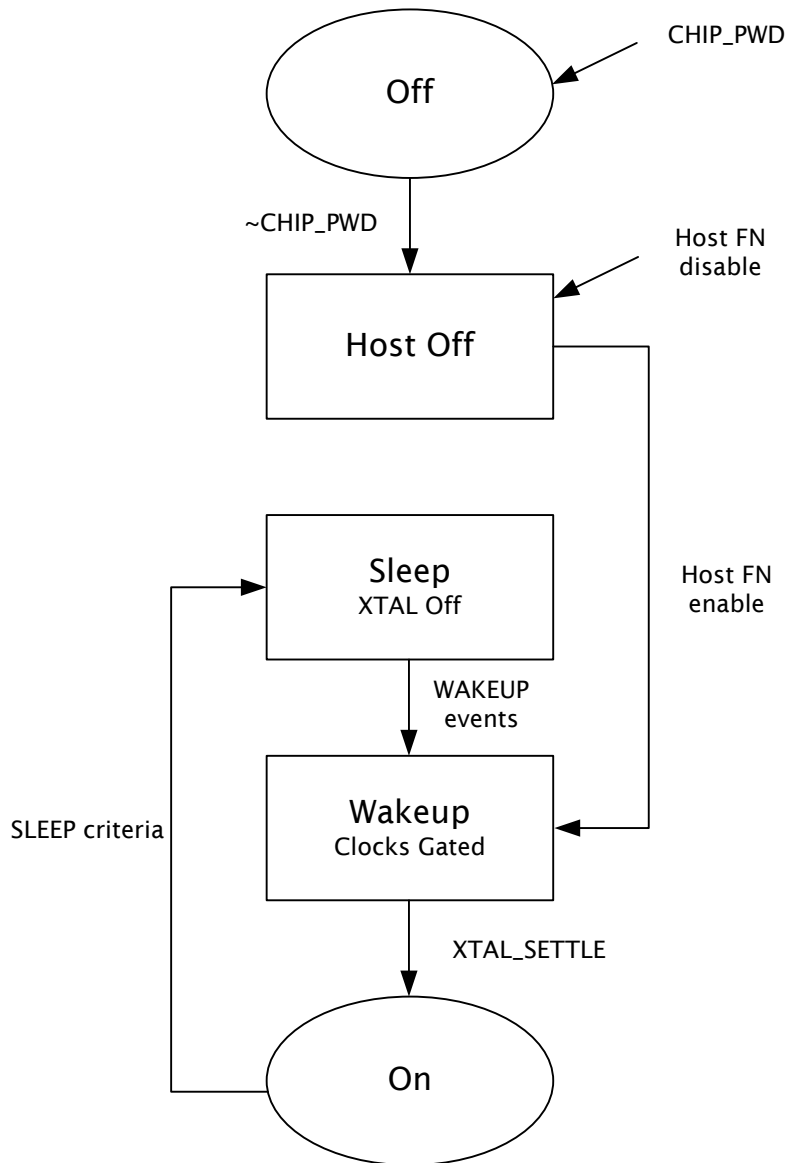 CHIP_PWD
Off
~CHIP_PWD
Host FN
disable
Host Off
Sleep
XTAL Off
Host FN
enable
WAKEUP
events
Wakeup
Clocks Gated
SLEEP criteria
XTAL_SETTLE
On